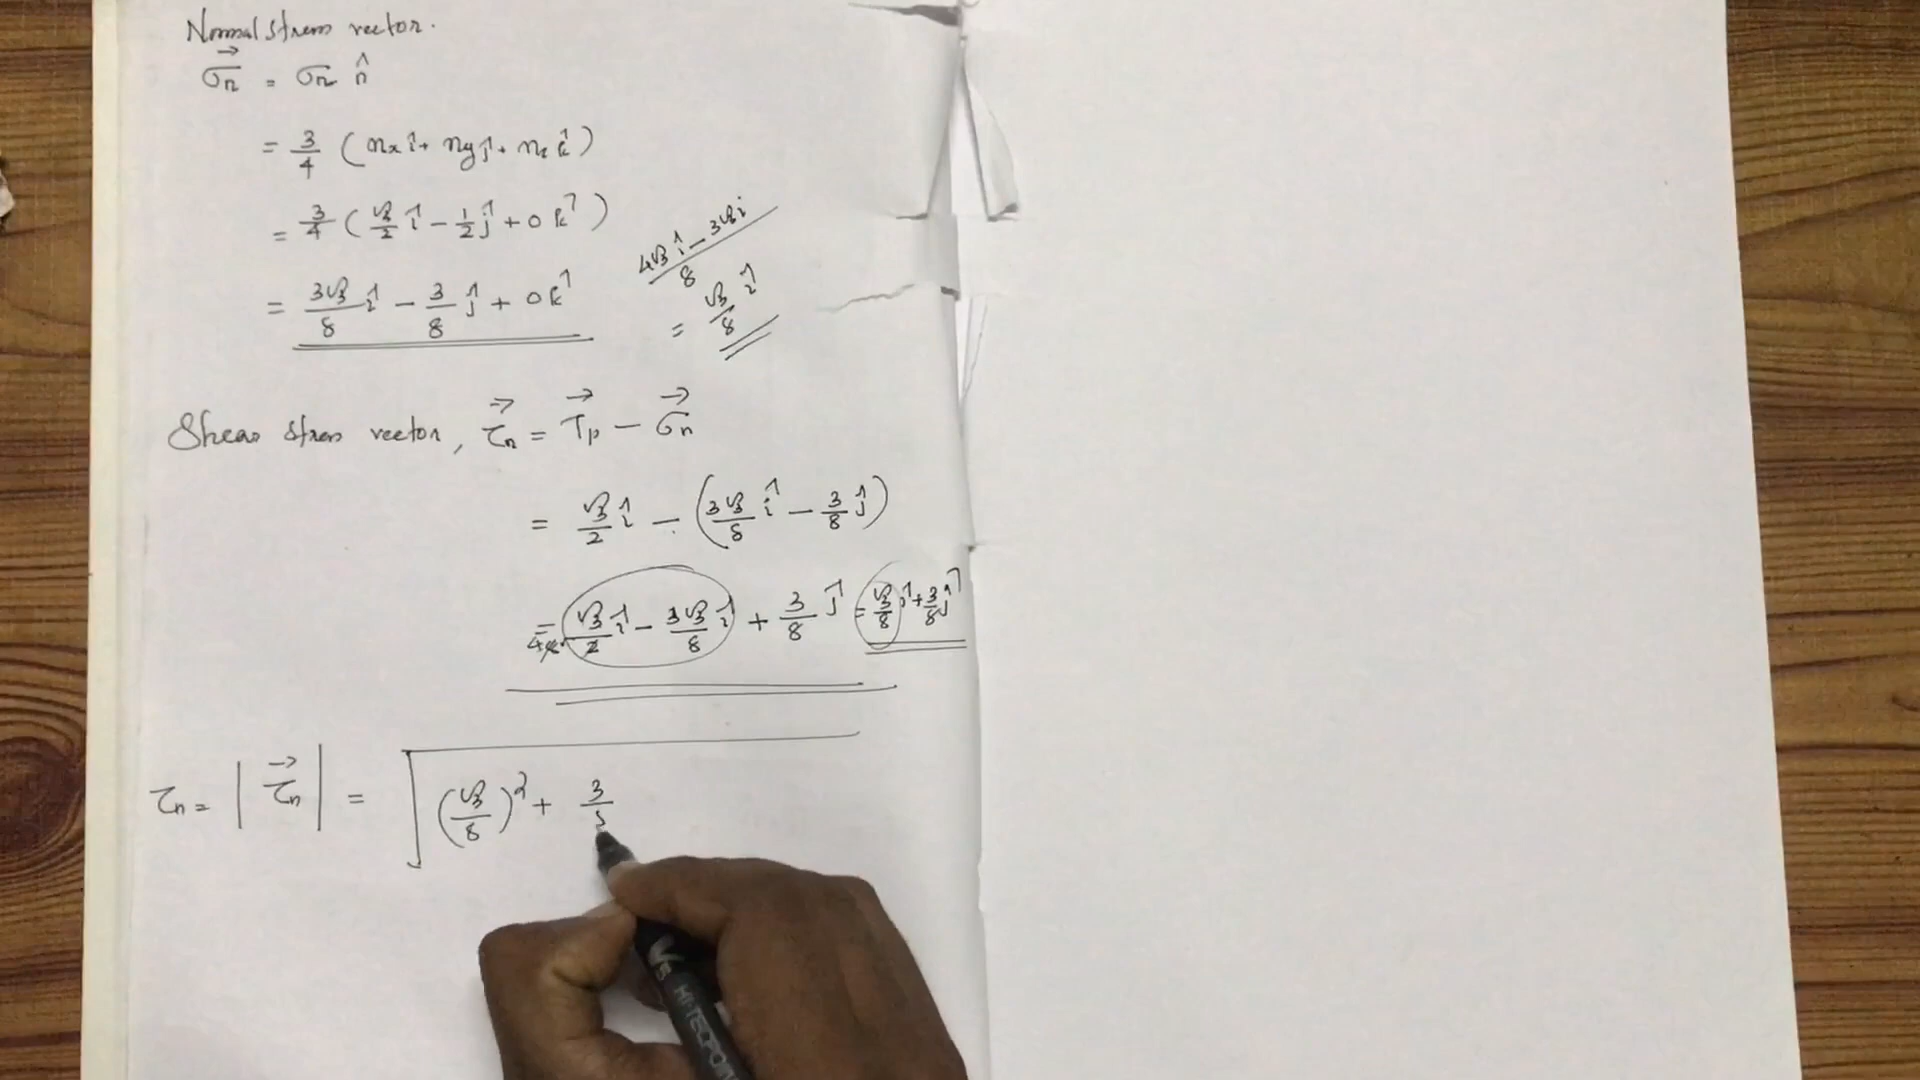 Normal stress vector.
→σn = σn n̂
= 3/4 (nx î + ny ĵ + nz k̂)
= 3/4 (√3/2 î − 1/2 ĵ + 0 k̂)
= 3√3/8 î − 3/8 ĵ + 0 k̂
4√3 î − 3√3 i / 8
= √3/8 î
Shear stress vector, →τn = →Tp − →σn
= √3/2 î − (3√3/8 î − 3/8 ĵ)
= √3/2 î − 3√3/8 î + 3/8 ĵ = √3/8 î + 3/8 ĵ
τn = |→τn| = √ (√3/8)² + 3/
V5 HI-TECPOINT